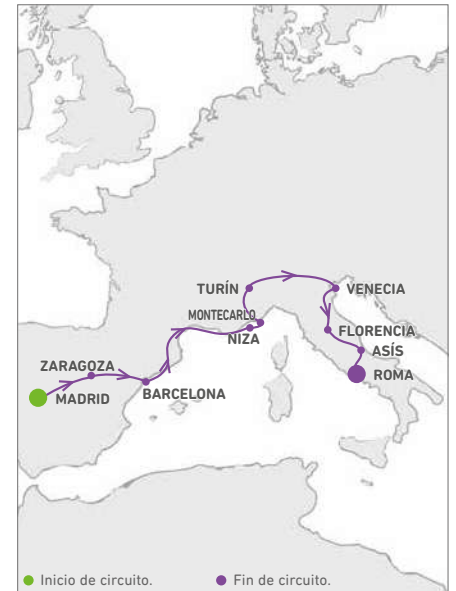 TURÍN
VENECIA
MONTECARLO
NIZA
FLORENCIA
ASÍS
ZARAGOZA
ROMA
MADRID
BARCELONA
Inicio de circuito.
Fin de circuito.